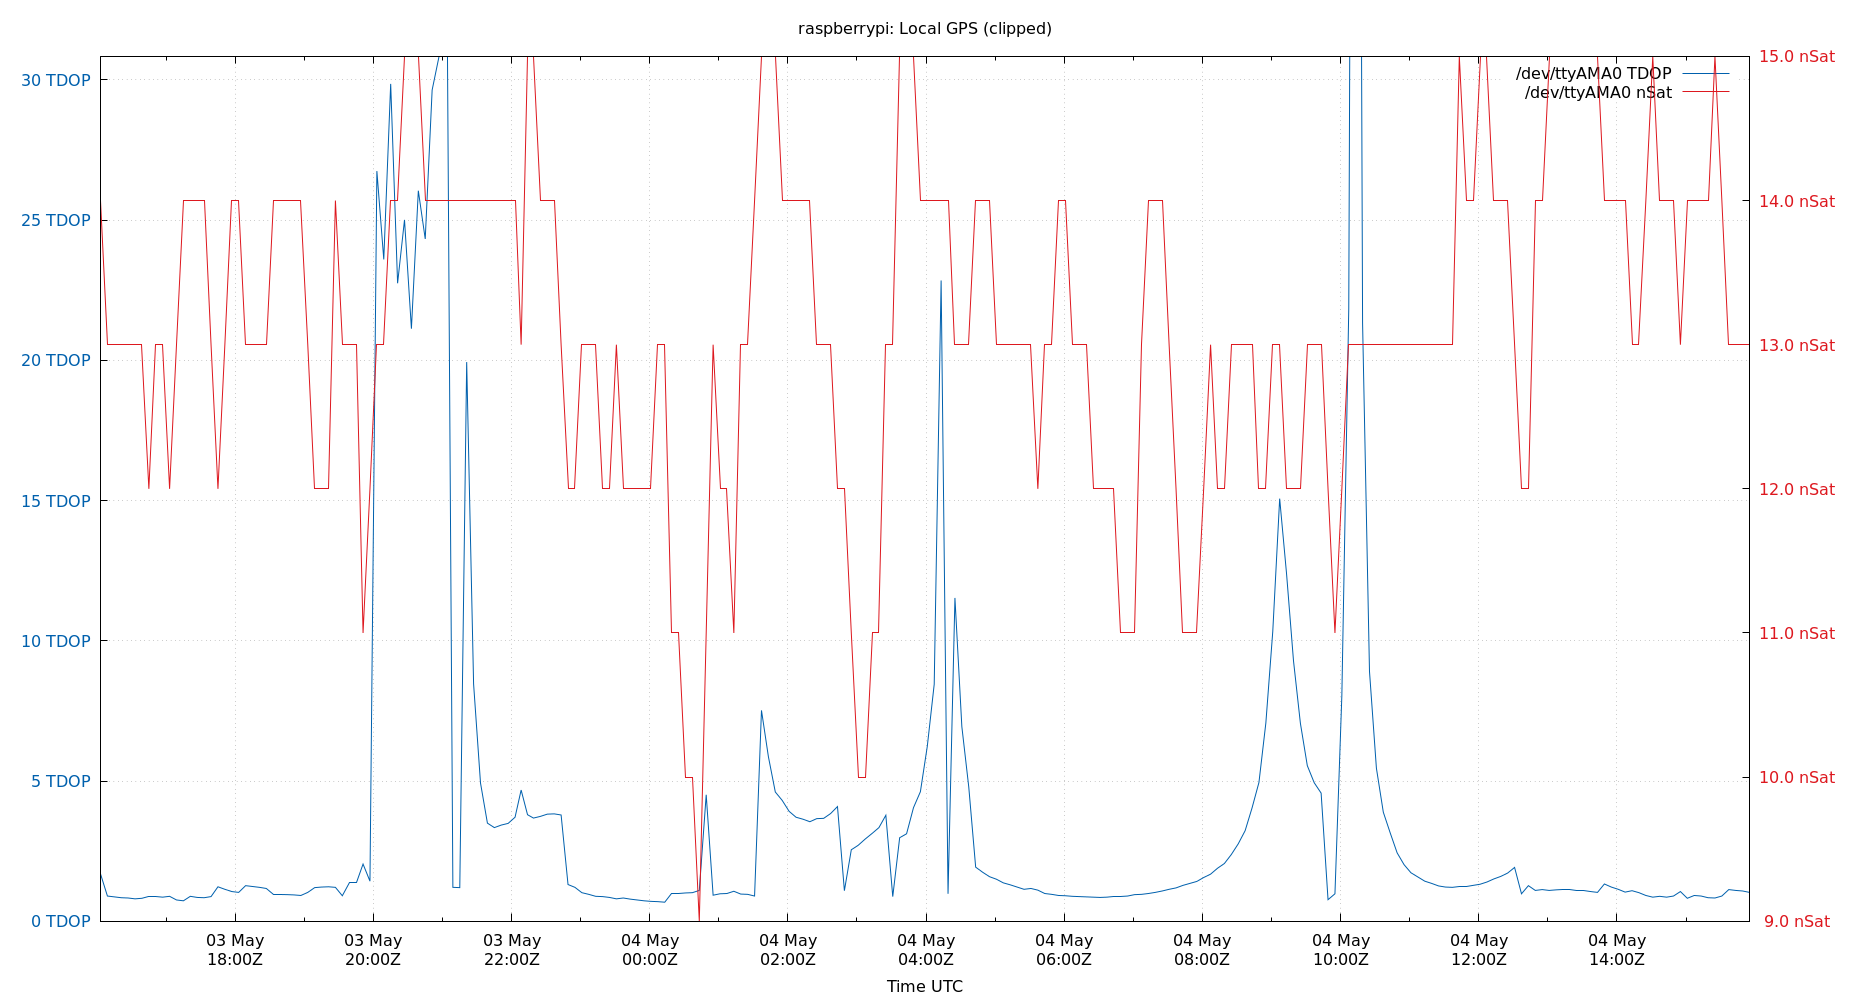 raspberrypi: Local GPS (clipped)
30 TDOP
25 TDOP
20 TDOP
15 TDOP
10 TDOP
5 TDOP
0 TDOP
/dev/ttyAMA0 TDOP
/dev/ttyAMA0 nSat
15.0 nSat
14.0 nSat
13.0 nSat
12.0 nSat
11.0 nSat
10.0 nSat
9.0 nSat
03 May 03 May 03 May 04 May 04 May 04 May 04 May 04 May 04 May 04 May 04 May
18:00Z 20:00Z 22:00Z 00:00Z 02:00Z 04:00Z 06:00Z 08:00Z 10:00Z 12:00Z 14:00Z
Time UTC